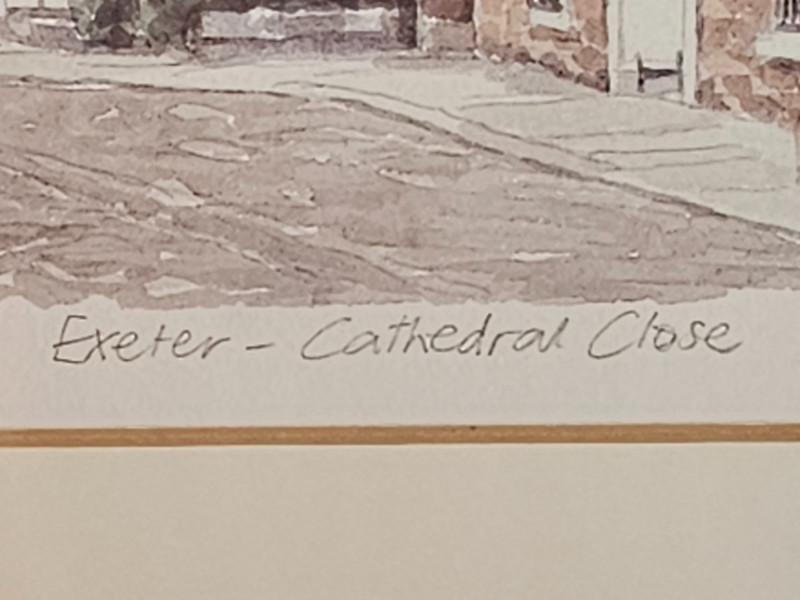 Exeter - Cathedral Close